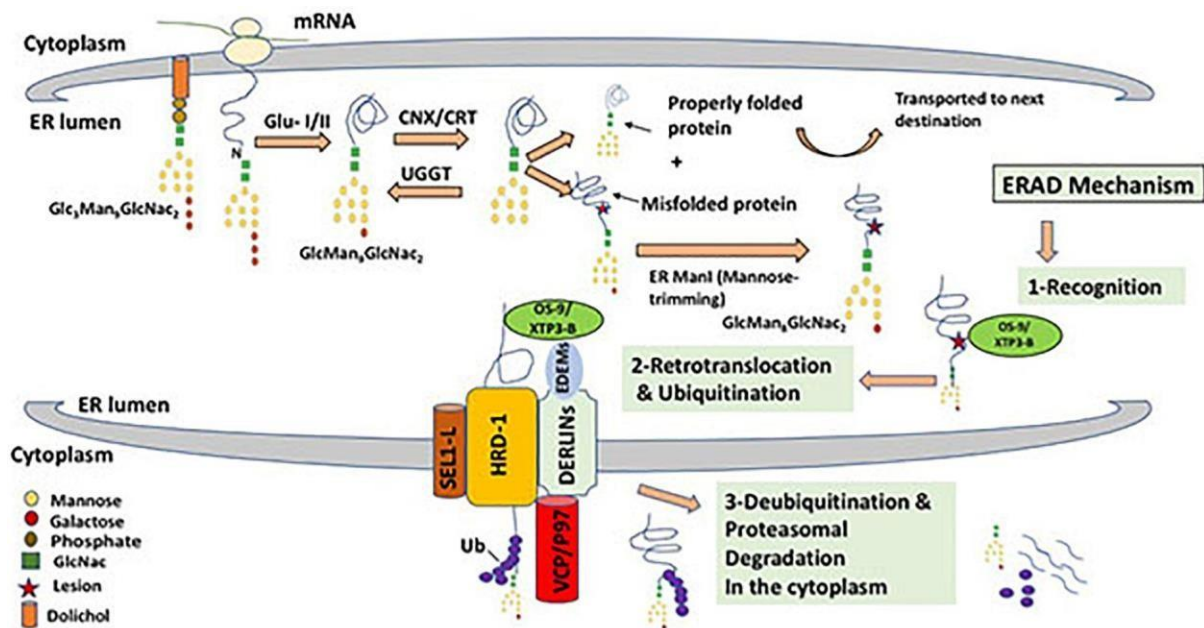 mRNA
Cytoplasm
ER lumen
N
Glu- I/II
CNX/CRT
UGGT
Properly folded
protein
+
Misfolded protein
Transported to next
destination
ERAD Mechanism
Glc₃Man₉GlcNac₂
GlcMan₉GlcNac₂
ER ManI (Mannose-
trimming)
GlcMan₈GlcNac₂
1-Recognition
OS-9/
XTP3-B
OS-9/
XTP3-B
EDEMs
2-Retrotranslocation
& Ubiquitination
ER lumen
SEL1-L
HRD-1
DERLINs
Cytoplasm
VCP/P97
Ub
3-Deubiquitination &
Proteasomal
Degradation
In the cytoplasm
Mannose
Galactose
Phosphate
GlcNac
Lesion
Dolichol